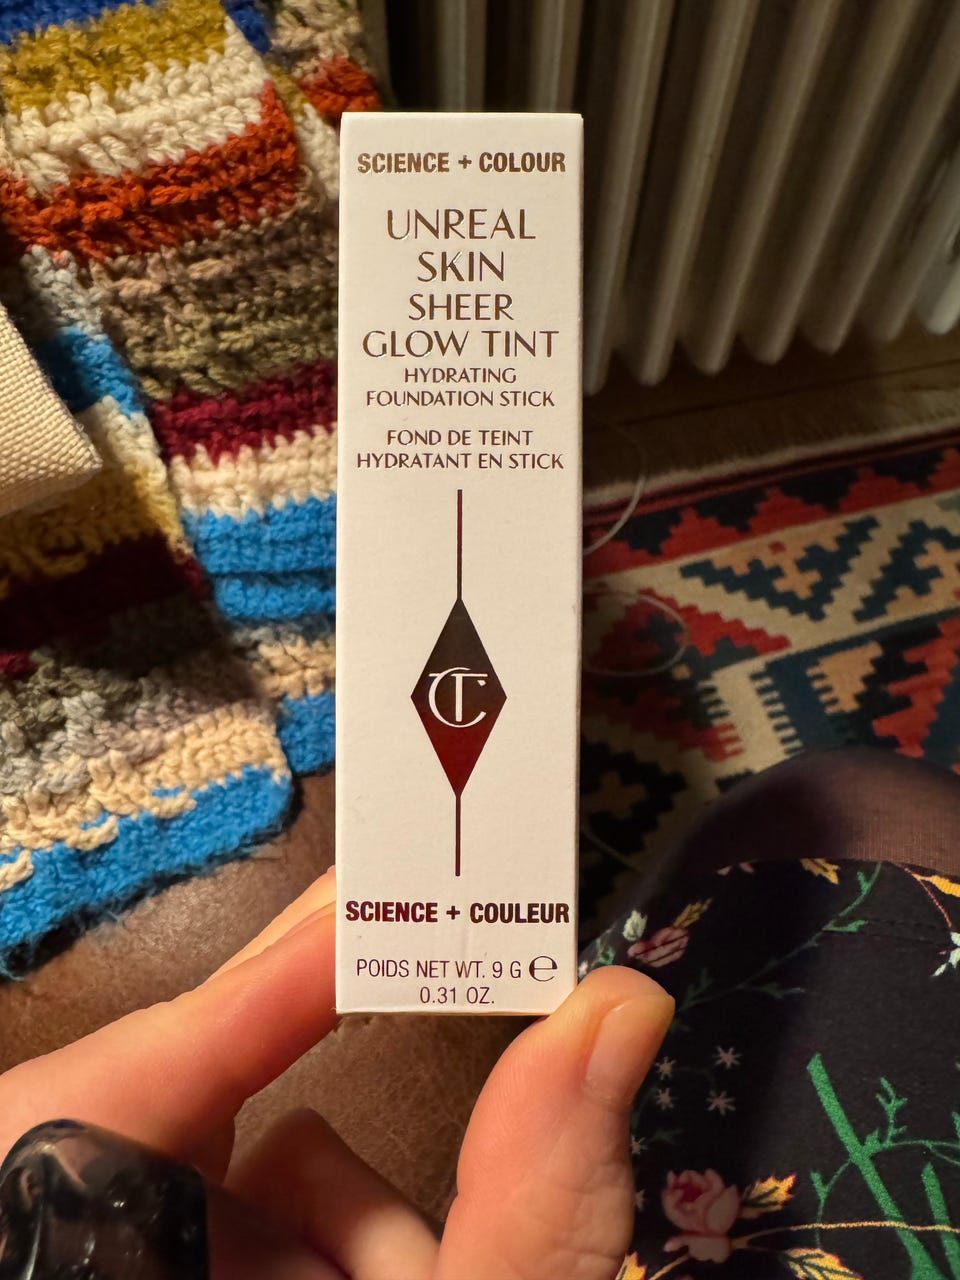 SCIENCE + COLOUR
UNREAL
SKIN
SHEER
GLOW TINT
HYDRATING
FOUNDATION STICK
FOND DE TEINT
HYDRATANT EN STICK
CT
SCIENCE + COULEUR
POIDS NET WT. 9 G ℮
0.31 OZ.